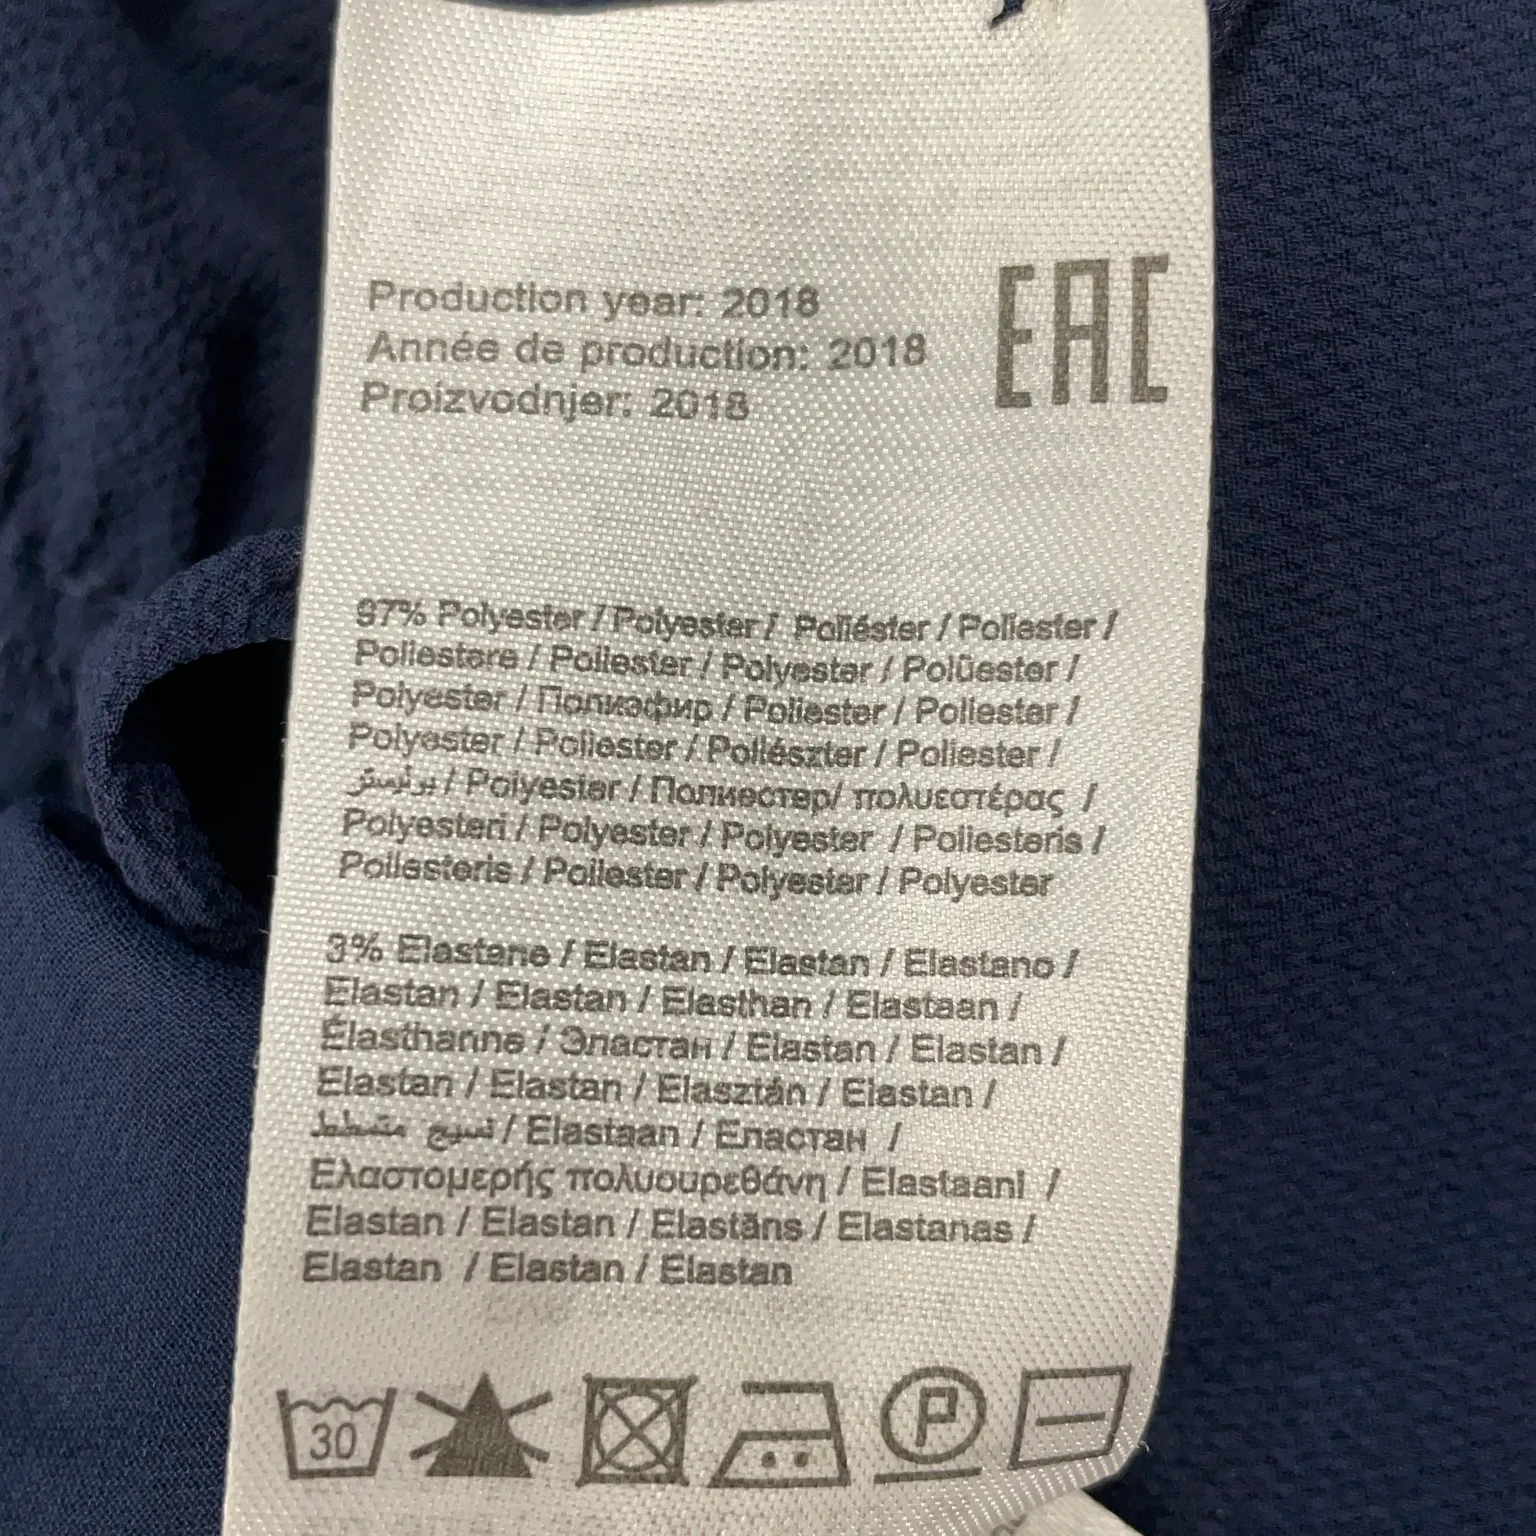 Production year: 2018
Année de production: 2018
Proizvodnjer: 2018
EAC
97% Polyester / Polyester / Poliéster / Poliester /
Poliestere / Poliester / Polyester / Polüester /
Polyester / Полиэфир / Poliester / Poliester /
Polyester / Poliester / Poliészter / Poliester /
بوليستر / Polyester / Полиестер/ πολυεστέρας /
Polyesteri / Polyester / Polyester / Poliesteris /
Poliesteris / Poliester / Polyester / Polyester
3% Elastane / Elastan / Elastan / Elastano /
Elastan / Elastan / Elasthan / Elastaan /
Élasthanne / Эластан / Elastan / Elastan /
Elastan / Elastan / Elasztán / Elastan /
نسيج متمطط / Elastaan / Еластан /
Ελαστομερής πολυουρεθάνη / Elastaani /
Elastan / Elastan / Elastāns / Elastanas /
Elastan / Elastan / Elastan
30 P